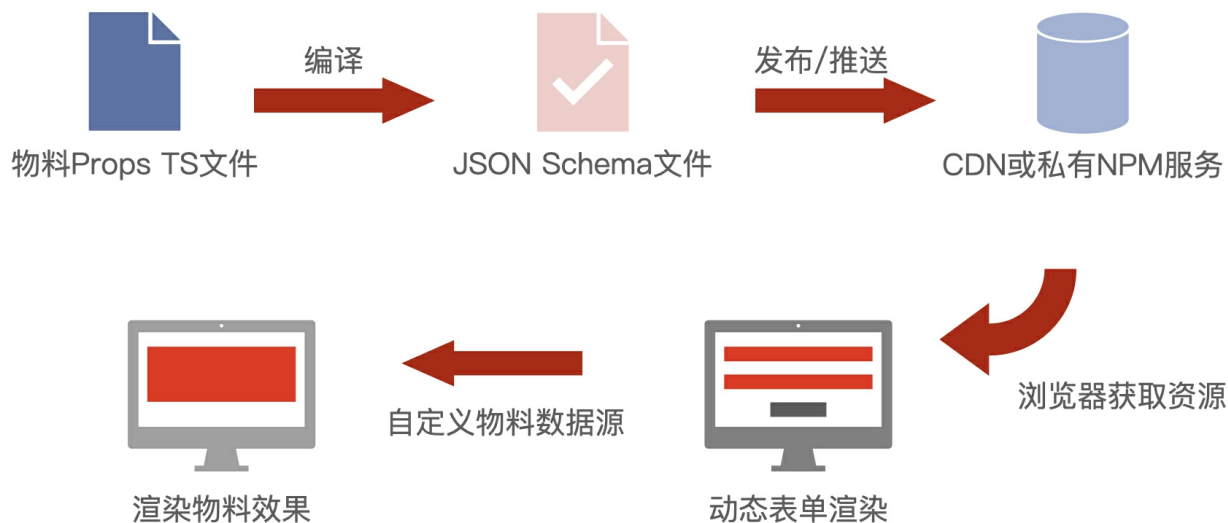 编译
发布/推送
物料Props TS文件
JSON Schema文件
CDN或私有NPM服务
浏览器获取资源
自定义物料数据源
渲染物料效果
动态表单渲染